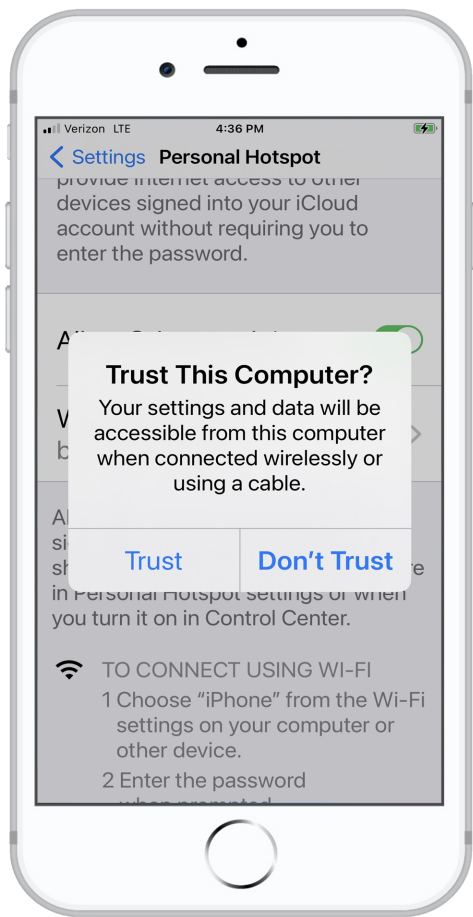 Verizon LTE 4:36 PM
Settings Personal Hotspot
provide internet access to other
devices signed into your iCloud
account without requiring you to
enter the password.
Trust This Computer?
Your settings and data will be
accessible from this computer
when connected wirelessly or
using a cable.
Trust Don’t Trust
in Personal Hotspot settings or when
you turn it on in Control Center.
TO CONNECT USING WI-FI
1 Choose “iPhone” from the Wi-Fi
settings on your computer or
other device.
2 Enter the password
when prompted